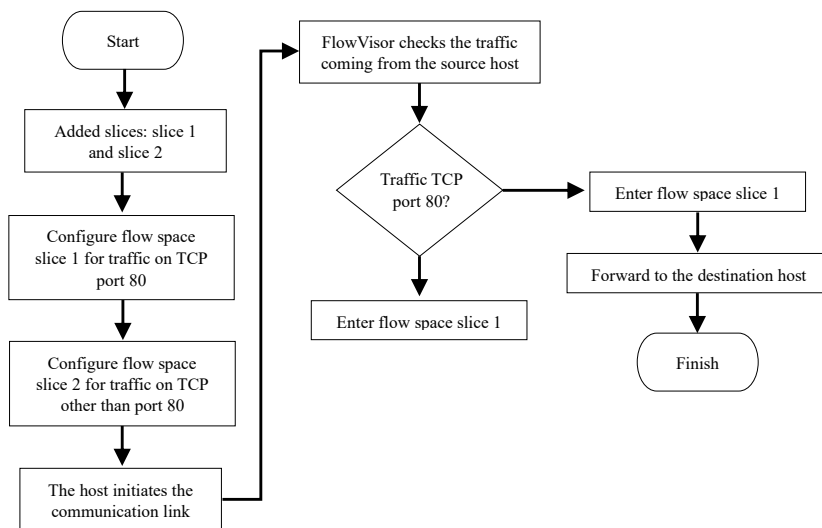 Start
Added slices: slice 1
and slice 2
Configure flow space
slice 1 for traffic on TCP
port 80
Configure flow space
slice 2 for traffic on TCP
other than port 80
The host initiates the
communication link
FlowVisor checks the traffic
coming from the source host
Traffic TCP
port 80?
Enter flow space slice 1
Enter flow space slice 1
Forward to the destination host
Finish